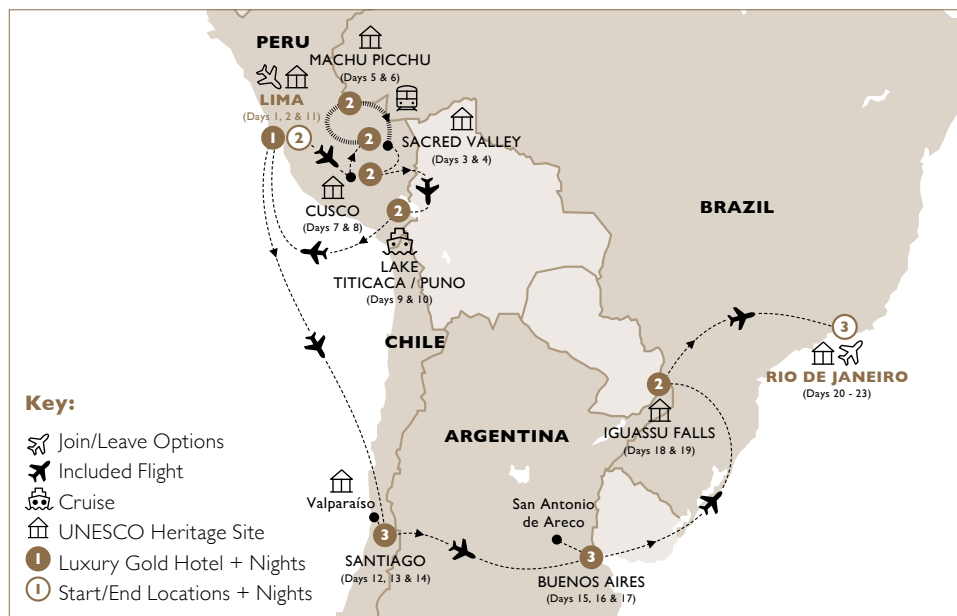 PERU
MACHU PICCHU
(Days 5 & 6)
LIMA
(Days 1, 2 & 11)
2
1
2
2
SACRED VALLEY
(Days 3 & 4)
2
CUSCO
(Days 7 & 8)
2
LAKE
TITICACA / PUNO
(Days 9 & 10)
BRAZIL
CHILE
3
RIO DE JANEIRO
(Days 20 - 23)
2
IGUASSU FALLS
(Days 18 & 19)
ARGENTINA
Valparaíso
San Antonio
de Areco
3
SANTIAGO
(Days 12, 13 & 14)
3
BUENOS AIRES
(Days 15, 16 & 17)
Key:
Join/Leave Options
Included Flight
Cruise
UNESCO Heritage Site
1 Luxury Gold Hotel + Nights
1 Start/End Locations + Nights